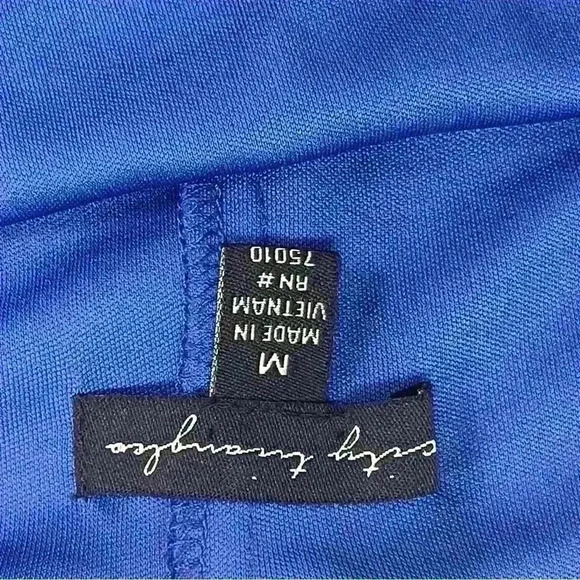 city triangles
M
MADE IN
VIETNAM
RN #
75010